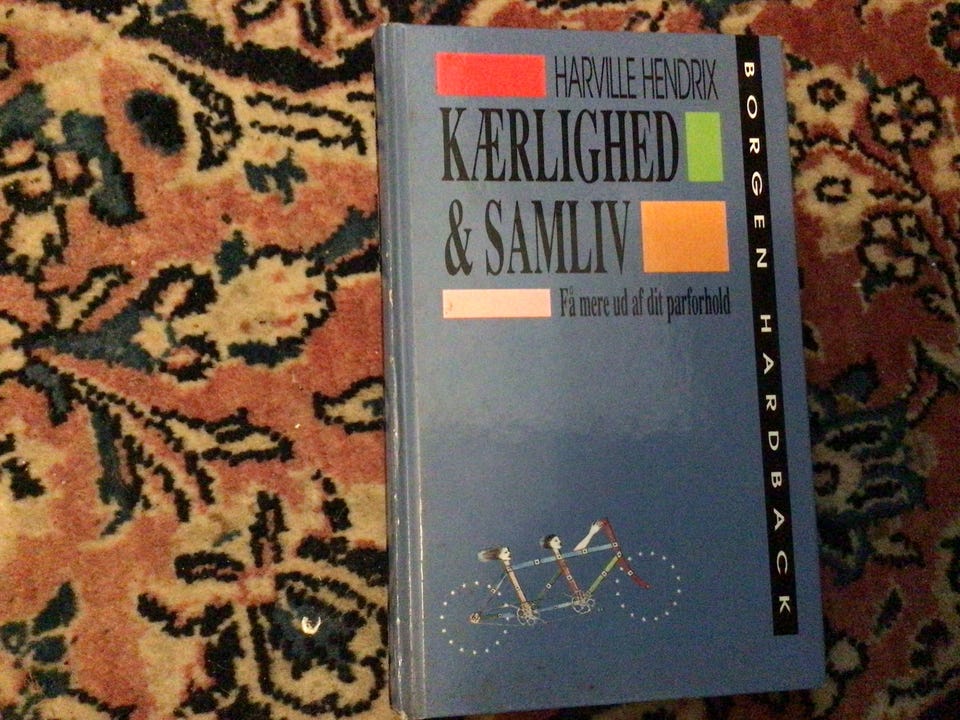 HARVILLE HENDRIX
KÆRLIGHED
& SAMLIV
Få mere ud af dit parforhold
BORGEN HARDBACK